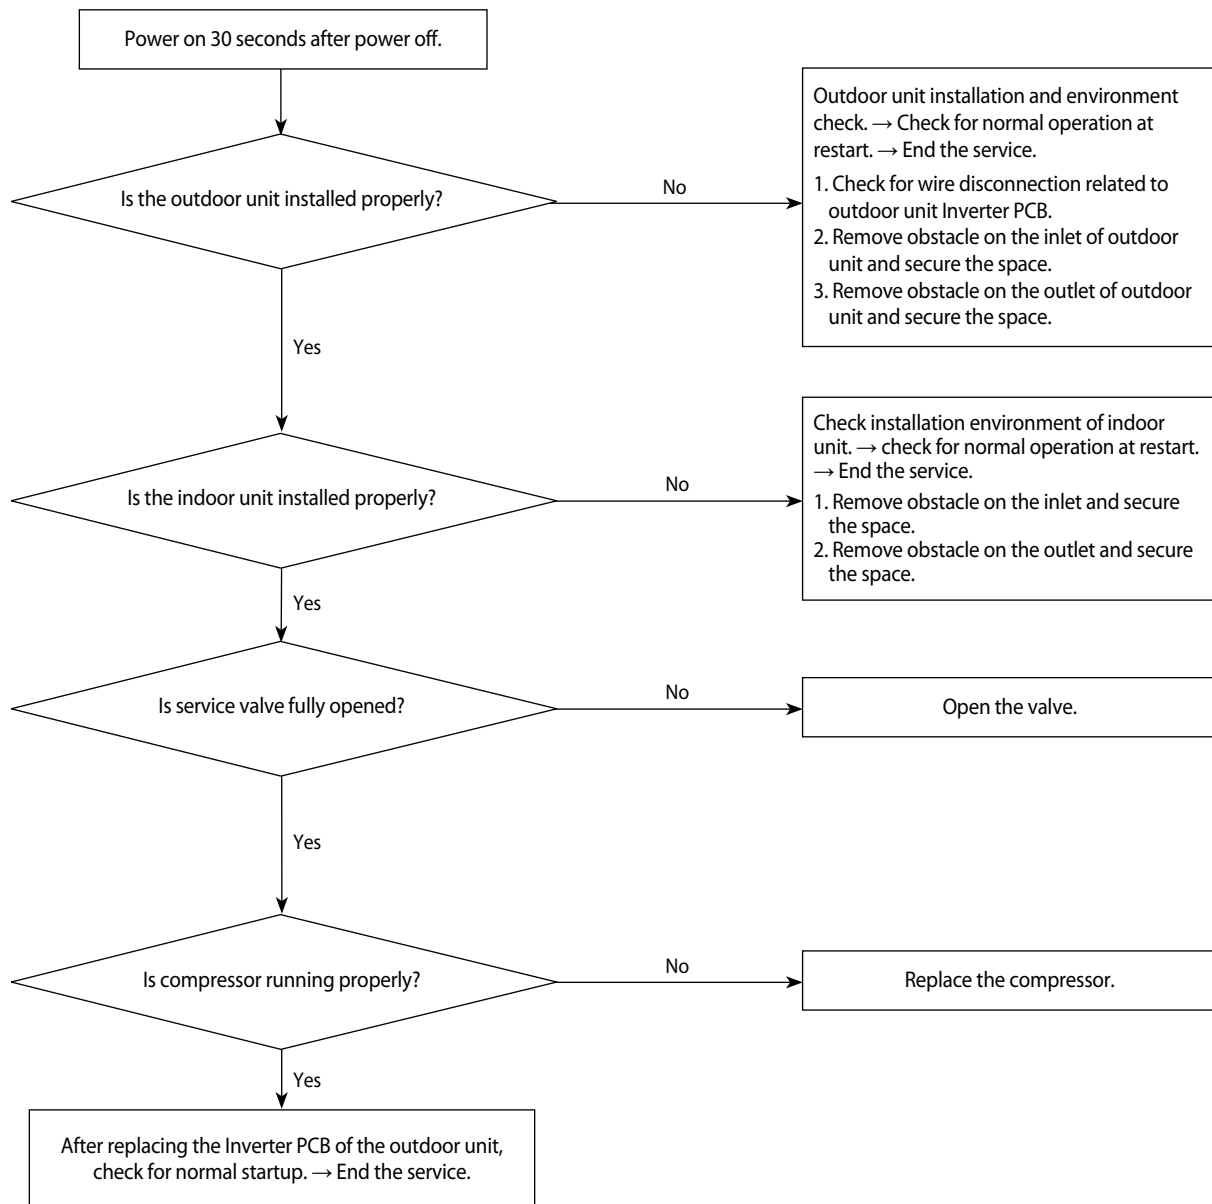 Power on 30 seconds after power off.
Outdoor unit installation and environment
check. → Check for normal operation at
restart. → End the service.
1. Check for wire disconnection related to
outdoor unit Inverter PCB.
2. Remove obstacle on the inlet of outdoor
unit and secure the space.
3. Remove obstacle on the outlet of outdoor
unit and secure the space.
Is the outdoor unit installed properly?
No
Yes
Check installation environment of indoor
unit. → check for normal operation at restart.
→ End the service.
1. Remove obstacle on the inlet and secure
the space.
2. Remove obstacle on the outlet and secure
the space.
Is the indoor unit installed properly?
No
Yes
Is service valve fully opened?
No
Open the valve.
Yes
Is compressor running properly?
No
Replace the compressor.
Yes
After replacing the Inverter PCB of the outdoor unit,
check for normal startup. → End the service.